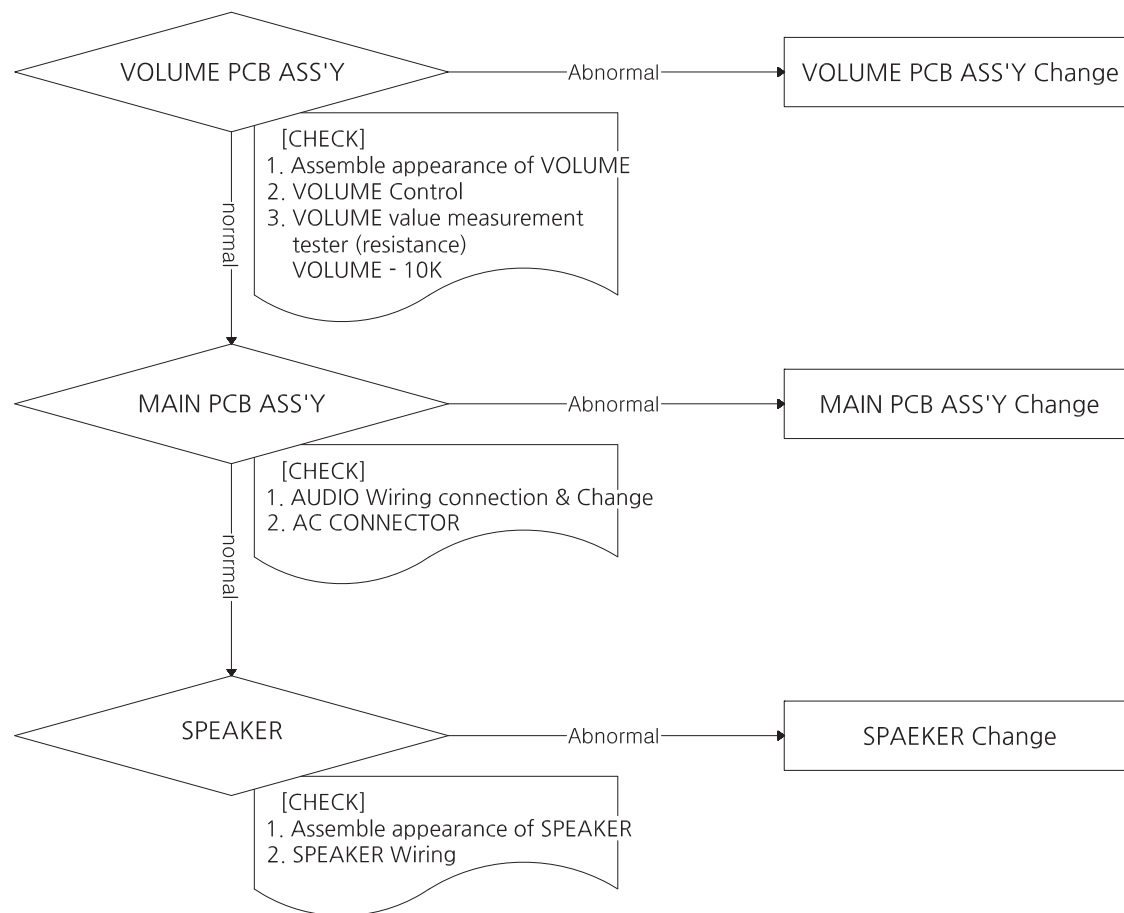 VOLUME PCB ASS'Y
Abnormal
VOLUME PCB ASS'Y Change
[CHECK]
1. Assemble appearance of VOLUME
2. VOLUME Control
3. VOLUME value measurement
tester (resistance)
VOLUME - 10K
normal
MAIN PCB ASS'Y
Abnormal
MAIN PCB ASS'Y Change
[CHECK]
1. AUDIO Wiring connection & Change
2. AC CONNECTOR
normal
SPEAKER
Abnormal
SPAEKER Change
[CHECK]
1. Assemble appearance of SPEAKER
2. SPEAKER Wiring